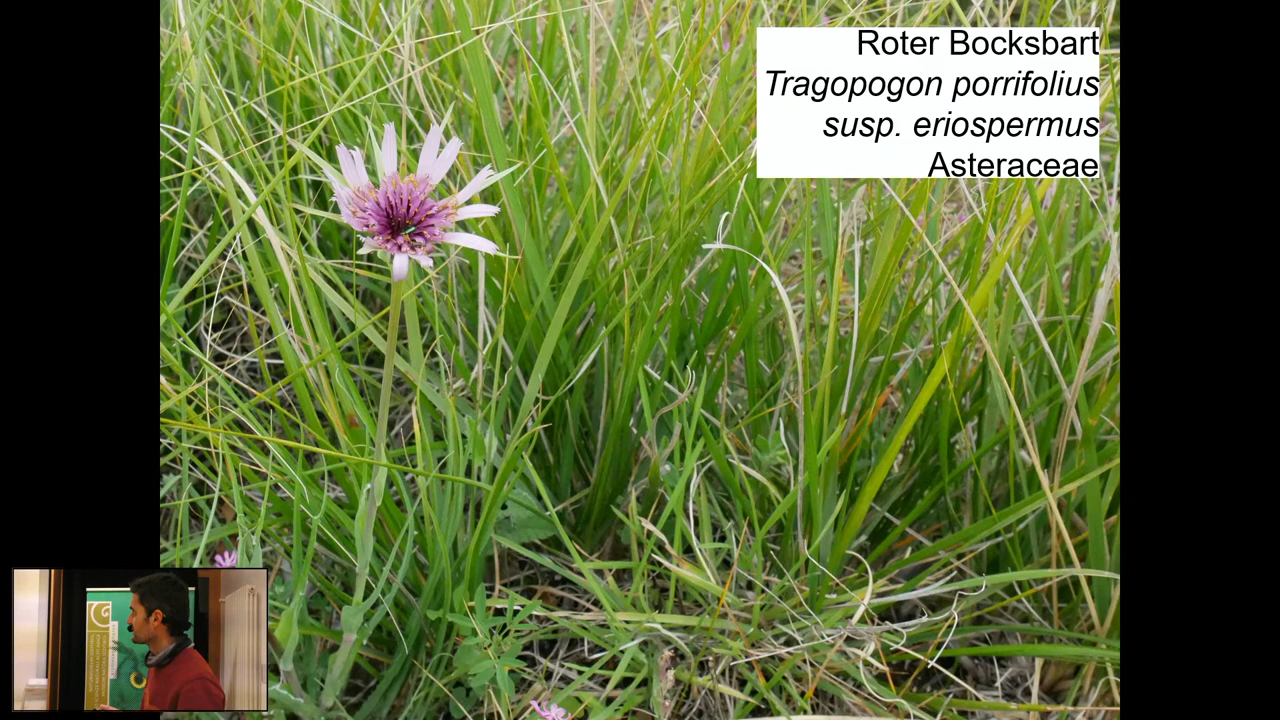 Roter Bocksbart
Tragopogon porrifolius
susp. eriospermus
Asteraceae